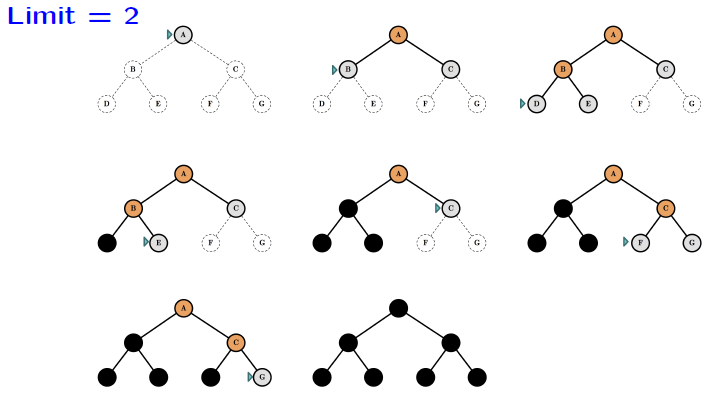 Limit = 2
A A A
B C B C B C
D E F G D E F G D E F G
A A A
B C C C
E F G F G F G
A
C
G